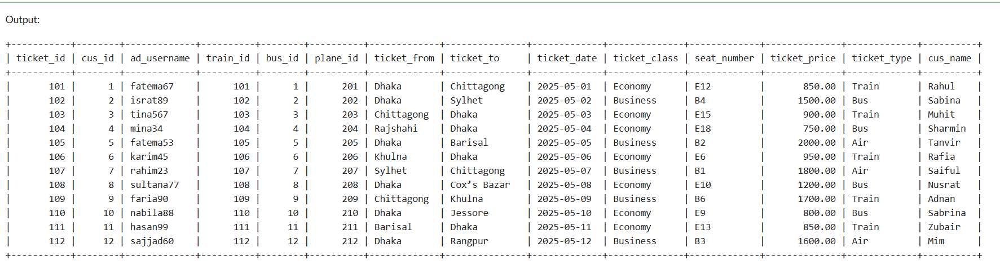 Output:
+-----------+--------+-------------+----------+--------+----------+-------------+---------------+-------------+--------------+-------------+--------------+-------------+----------+
| ticket_id | cus_id | ad_username | train_id | bus_id | plane_id | ticket_from | ticket_to     | ticket_date | ticket_class | seat_number | ticket_price | ticket_type | cus_name |
+-----------+--------+-------------+----------+--------+----------+-------------+---------------+-------------+--------------+-------------+--------------+-------------+----------+
|       101 |      1 | fatema67    |      101 |      1 |      201 | Dhaka       | Chittagong    | 2025-05-01  | Economy      | E12         |       850.00 | Train       | Rahul    |
|       102 |      2 | israt89     |      102 |      2 |      202 | Dhaka       | Sylhet        | 2025-05-02  | Business     | B4          |      1500.00 | Bus         | Sabina   |
|       103 |      3 | tina567     |      103 |      3 |      203 | Chittagong  | Dhaka         | 2025-05-03  | Economy      | E15         |       900.00 | Train       | Muhit    |
|       104 |      4 | mina34      |      104 |      4 |      204 | Rajshahi    | Dhaka         | 2025-05-04  | Economy      | E18         |       750.00 | Bus         | Sharmin  |
|       105 |      5 | fatema53    |      105 |      5 |      205 | Dhaka       | Barisal       | 2025-05-05  | Business     | B2          |      2000.00 | Air         | Tanvir   |
|       106 |      6 | karim45     |      106 |      6 |      206 | Khulna      | Dhaka         | 2025-05-06  | Economy      | E6          |       950.00 | Train       | Rafia    |
|       107 |      7 | rahim23     |      107 |      7 |      207 | Sylhet      | Chittagong    | 2025-05-07  | Business     | B1          |      1800.00 | Air         | Saiful   |
|       108 |      8 | sultana77   |      108 |      8 |      208 | Dhaka       | Cox’s Bazar   | 2025-05-08  | Economy      | E10         |      1200.00 | Bus         | Nusrat   |
|       109 |      9 | faria90     |      109 |      9 |      209 | Chittagong  | Khulna        | 2025-05-09  | Business     | B6          |      1700.00 | Train       | Adnan    |
|       110 |     10 | nabila88    |      110 |     10 |      210 | Dhaka       | Jessore       | 2025-05-10  | Economy      | E9          |       800.00 | Bus         | Sabrina  |
|       111 |     11 | hasan99     |      111 |     11 |      211 | Barisal     | Dhaka         | 2025-05-11  | Economy      | E13         |       850.00 | Train       | Zubair   |
|       112 |     12 | sajjad60    |      112 |     12 |      212 | Dhaka       | Rangpur       | 2025-05-12  | Business     | B3          |      1600.00 | Air         | Mim      |
+-----------+--------+-------------+----------+--------+----------+-------------+---------------+-------------+--------------+-------------+--------------+-------------+----------+